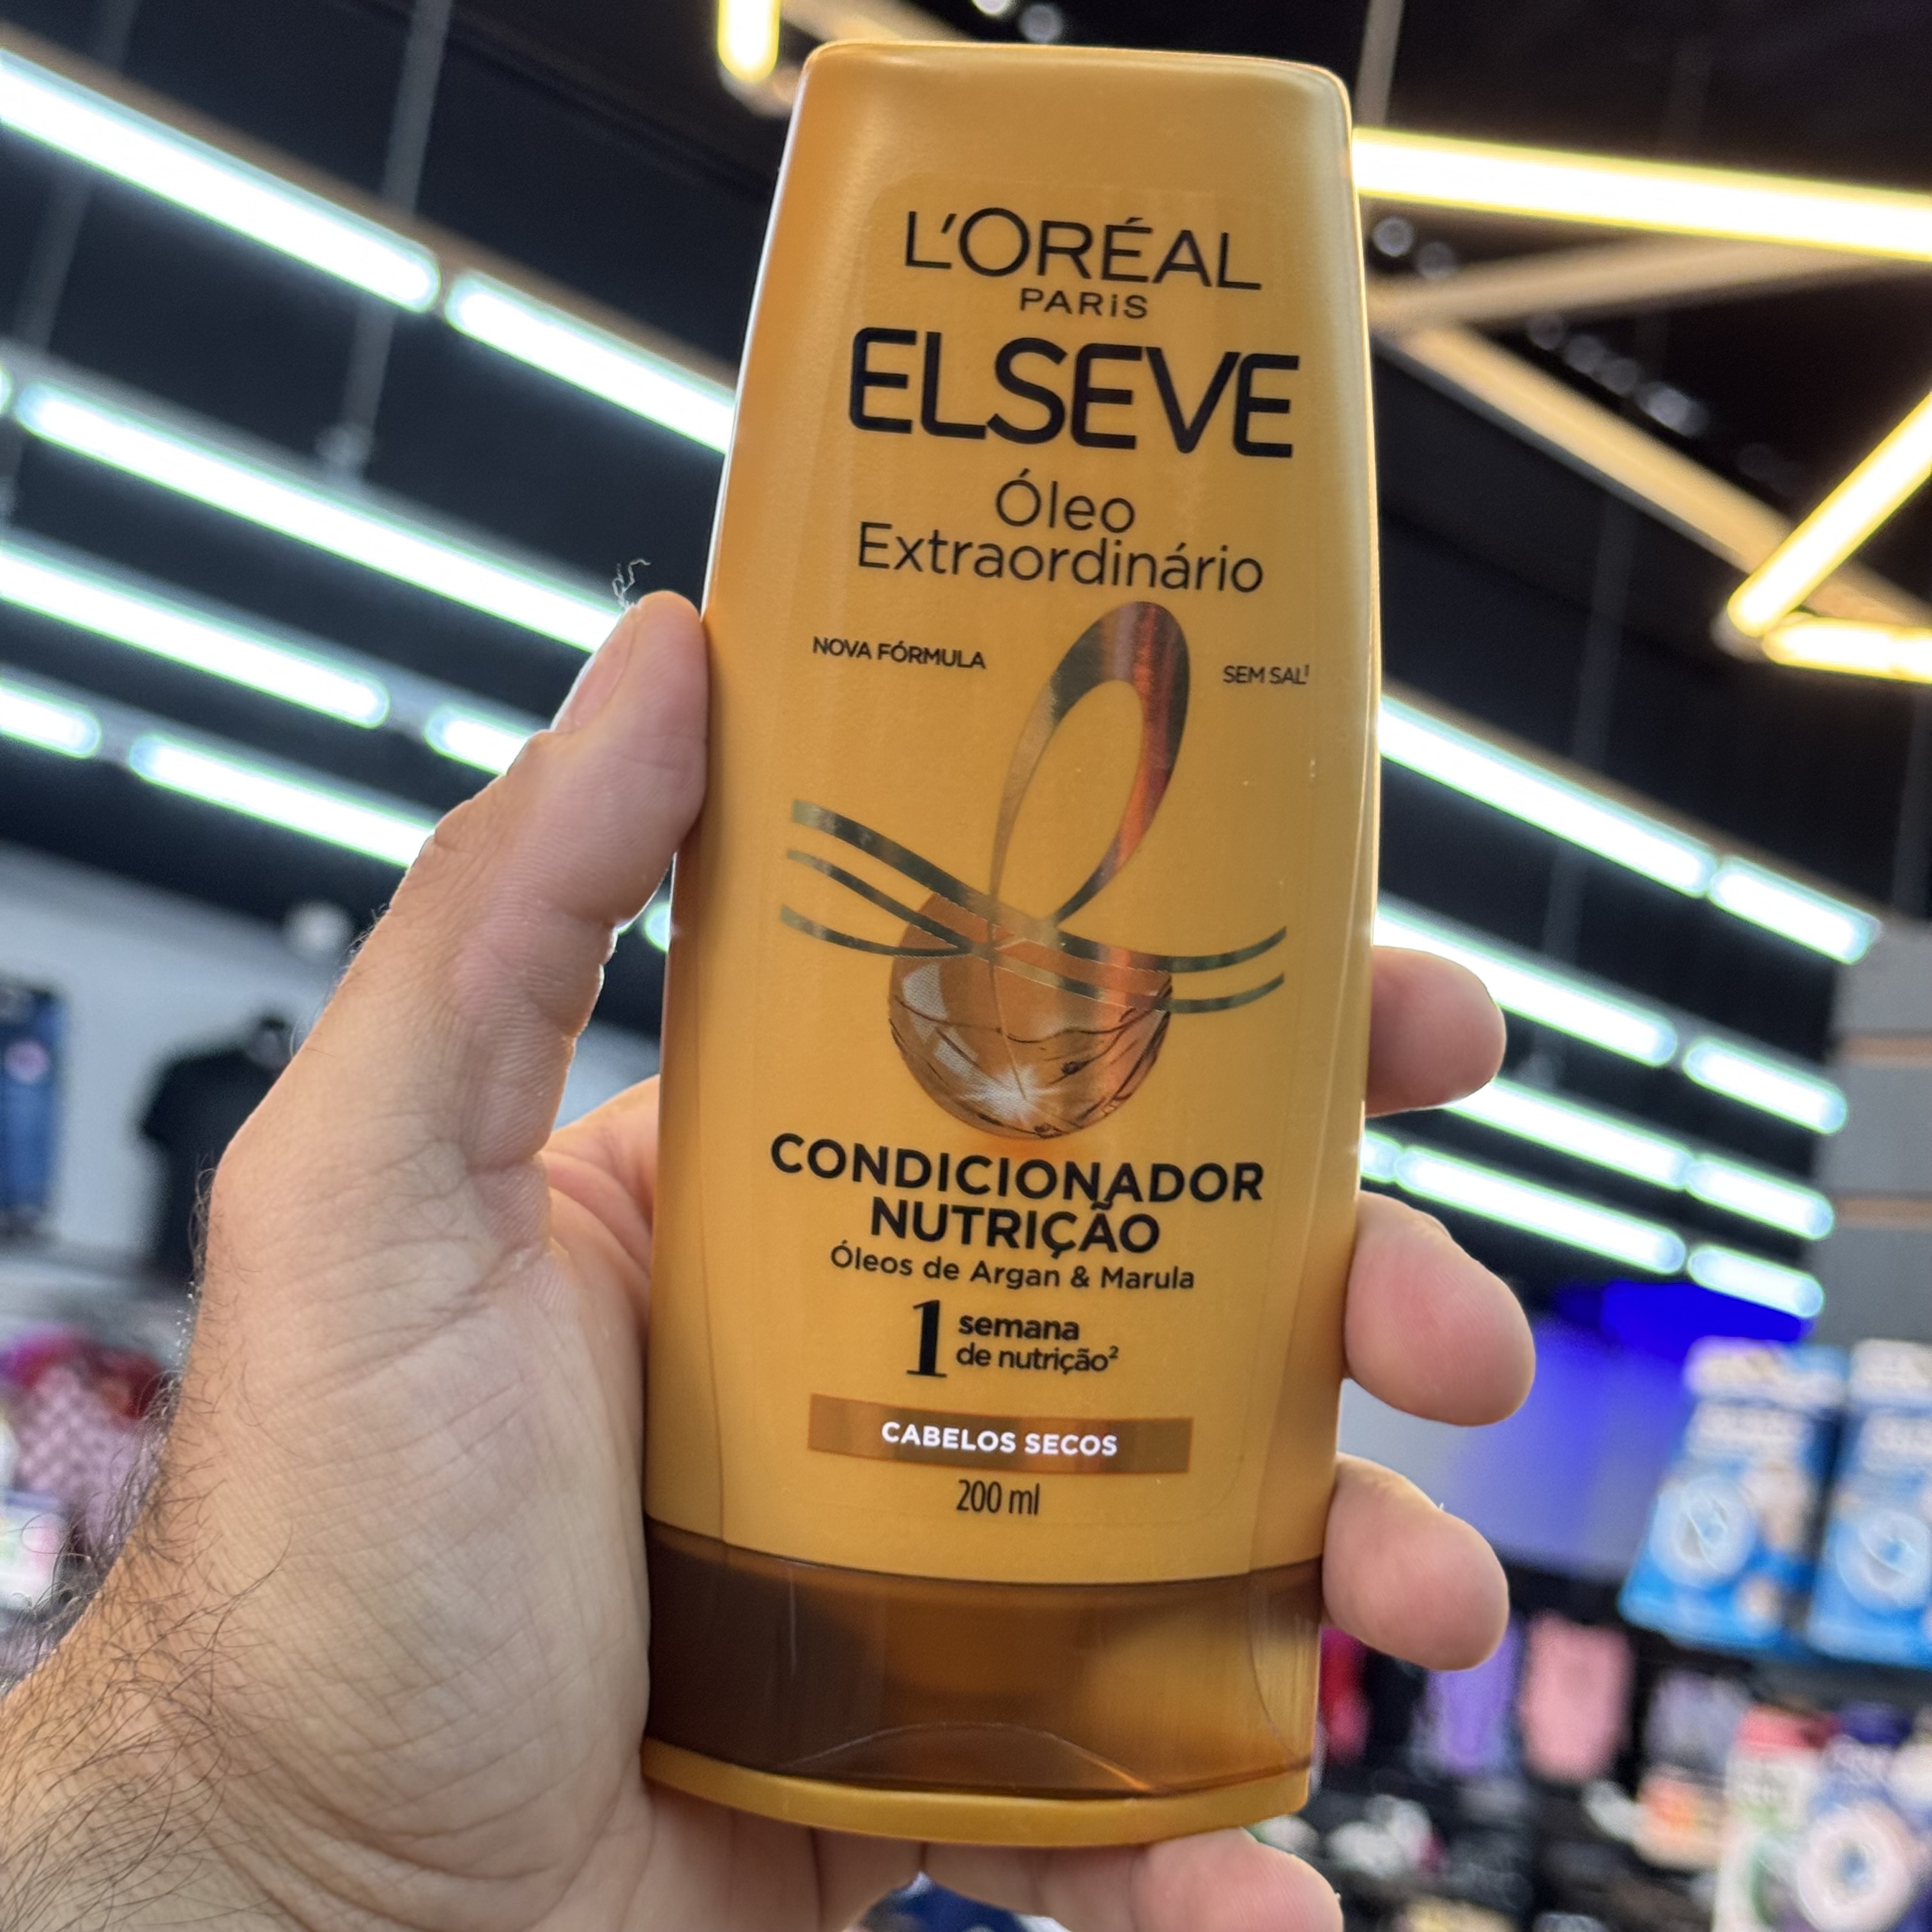 L'ORÉAL
PARiS
ELSEVE
Óleo
Extraordinário
NOVA FÓRMULA
SEM SAL¹
CONDICIONADOR
NUTRIÇÃO
Óleos de Argan & Marula
1 semana
de nutrição²
CABELOS SECOS
200 ml